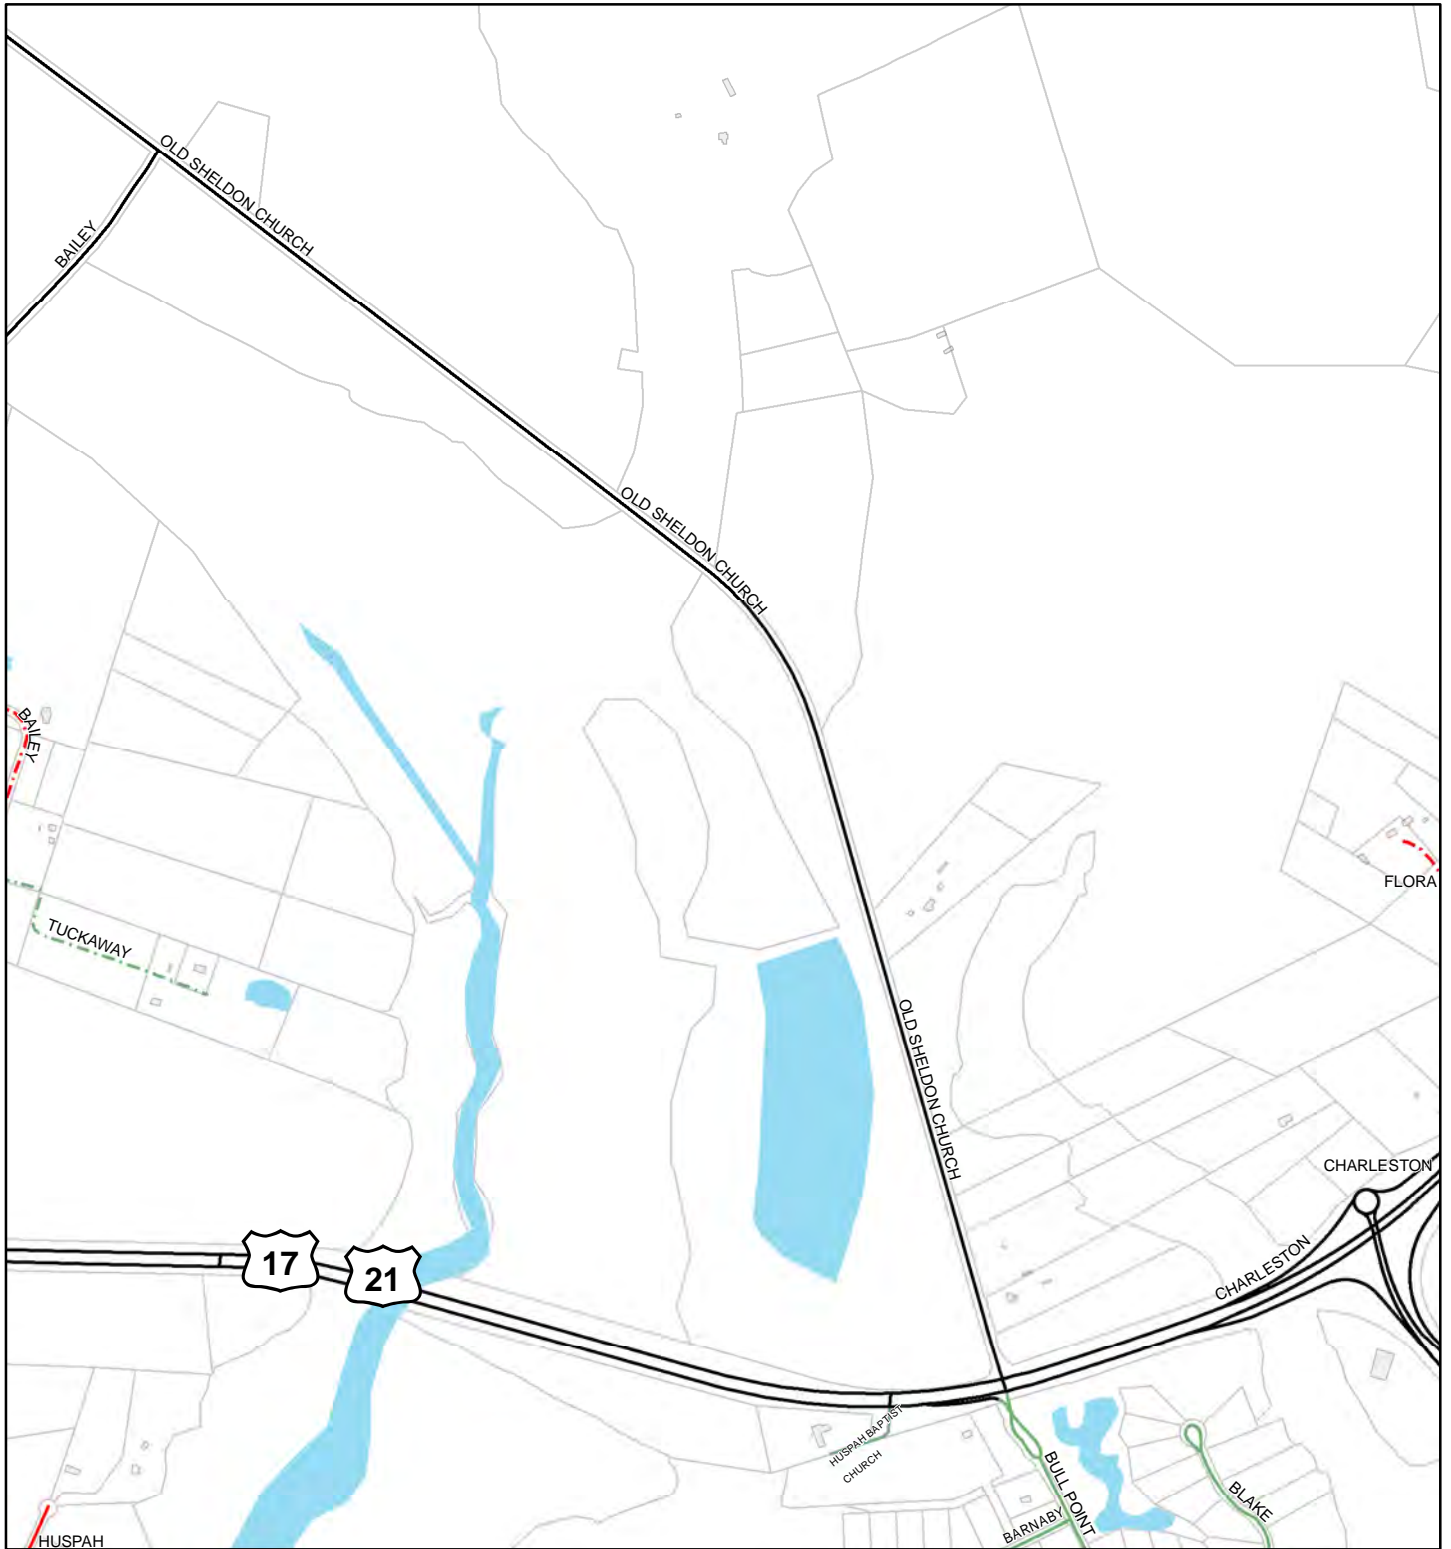 OLD SHELDON CHURCH
BAILEY
OLD SHELDON CHURCH
BAILEY
FLORA
TUCKAWAY
OLD SHELDON CHURCH
CHARLESTON
17
21
CHARLESTON
HUSPAH BAPTIST
CHURCH
BULL POINT
BLAKE
BARNABY
HUSPAH